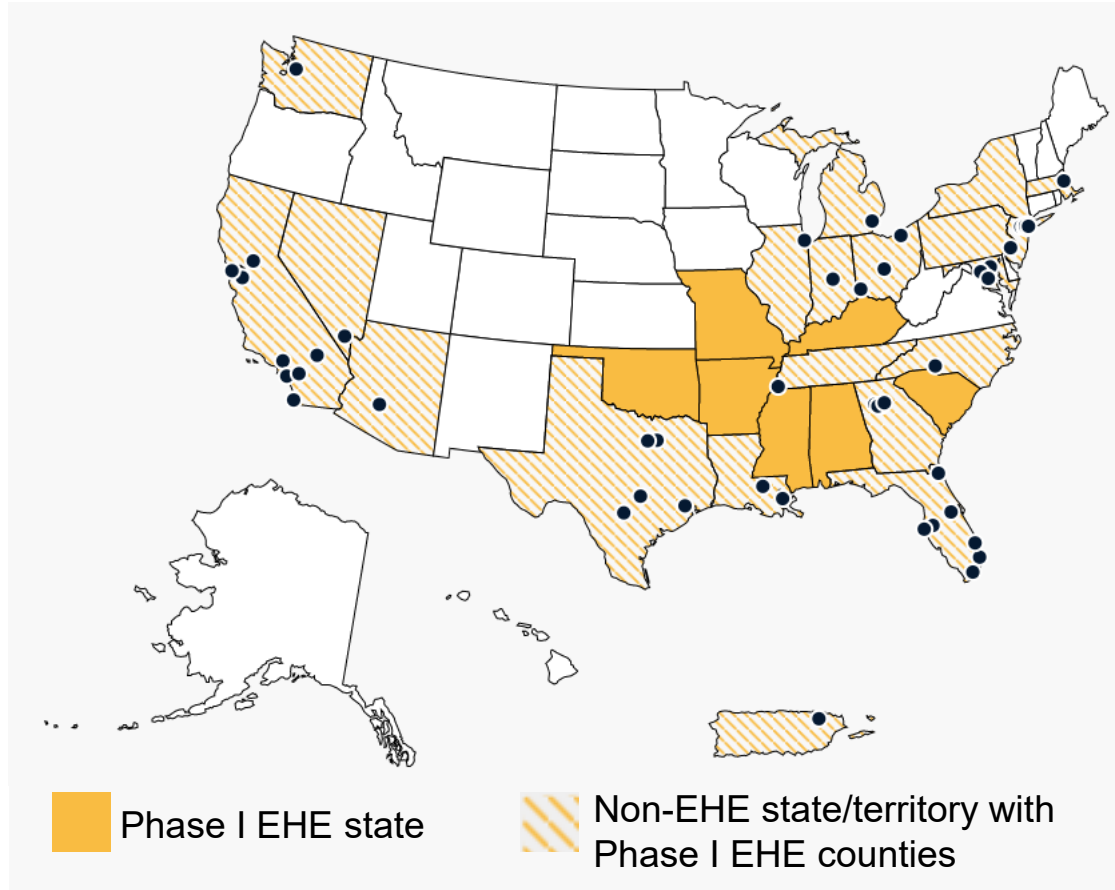 Phase I EHE state
Non-EHE state/territory with
Phase I EHE counties